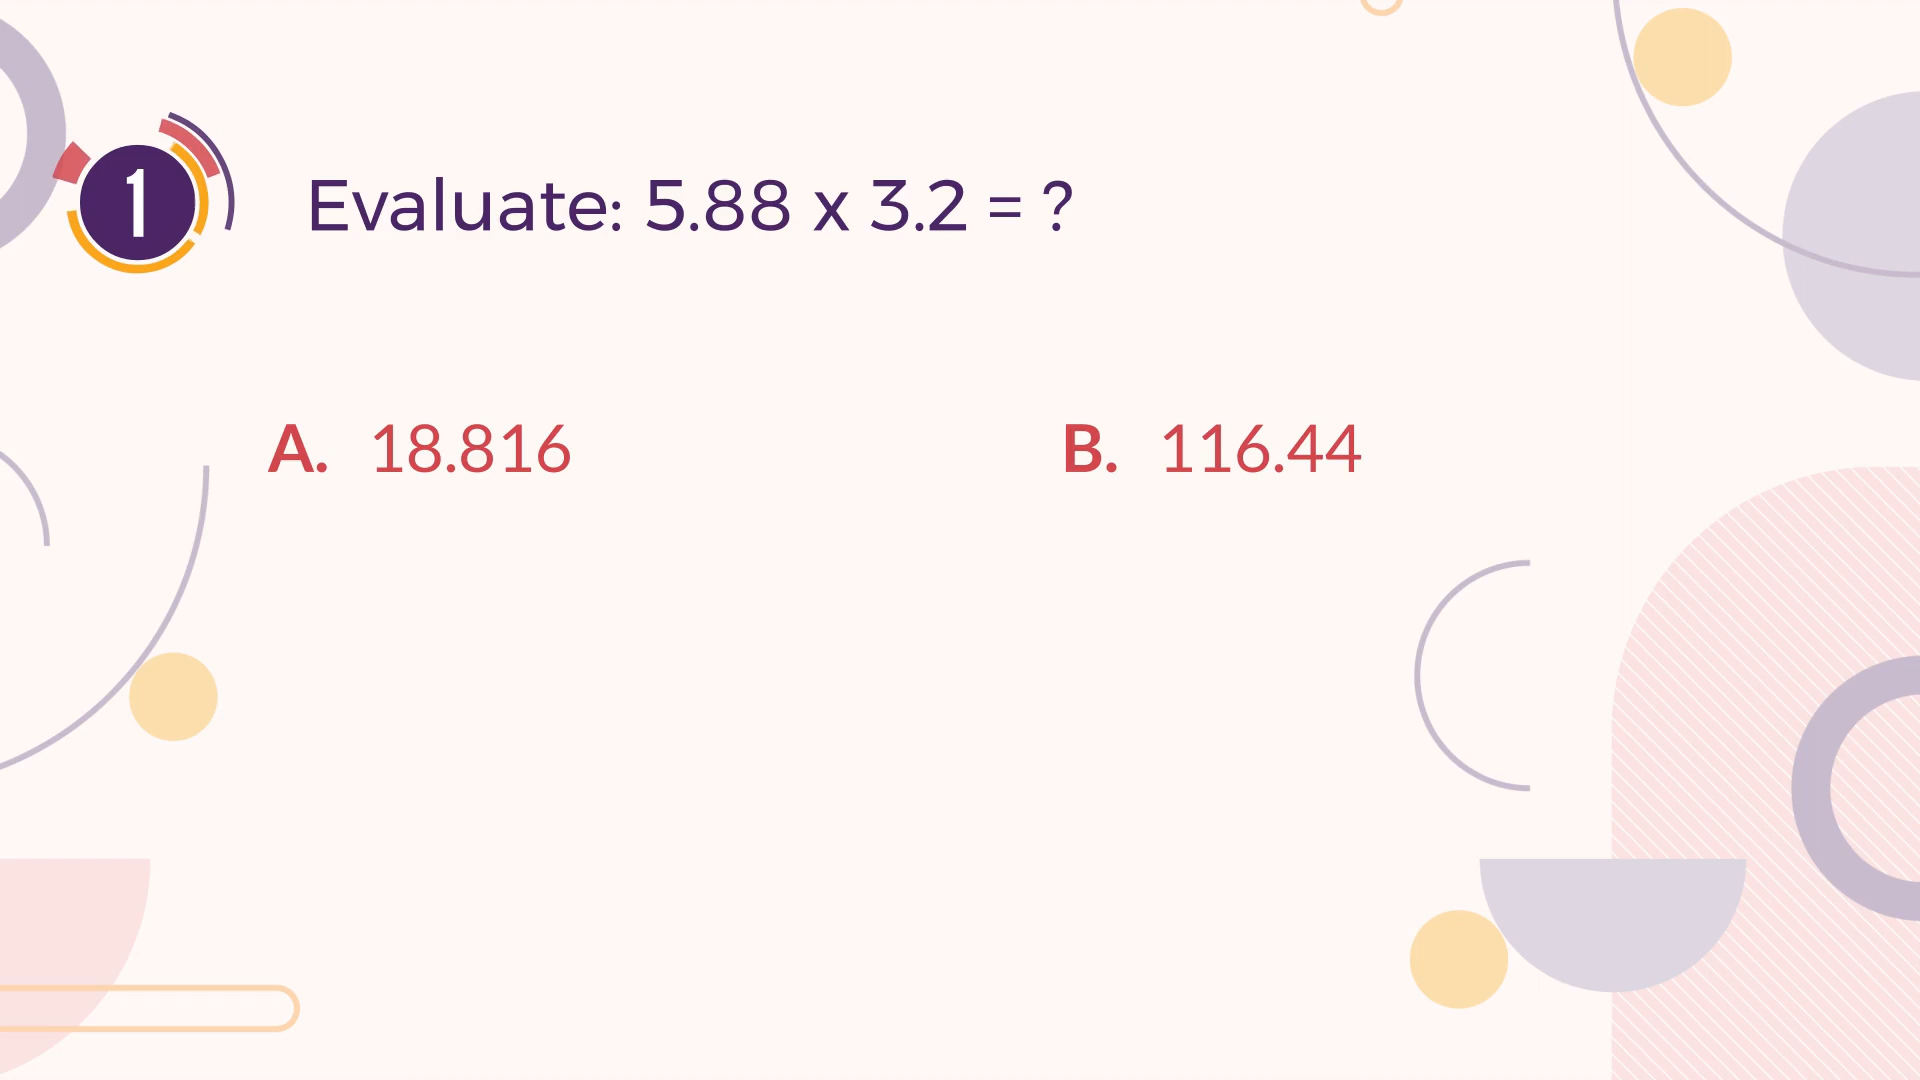 1
Evaluate: 5.88 x 3.2 = ?
A. 18.816
B. 116.44